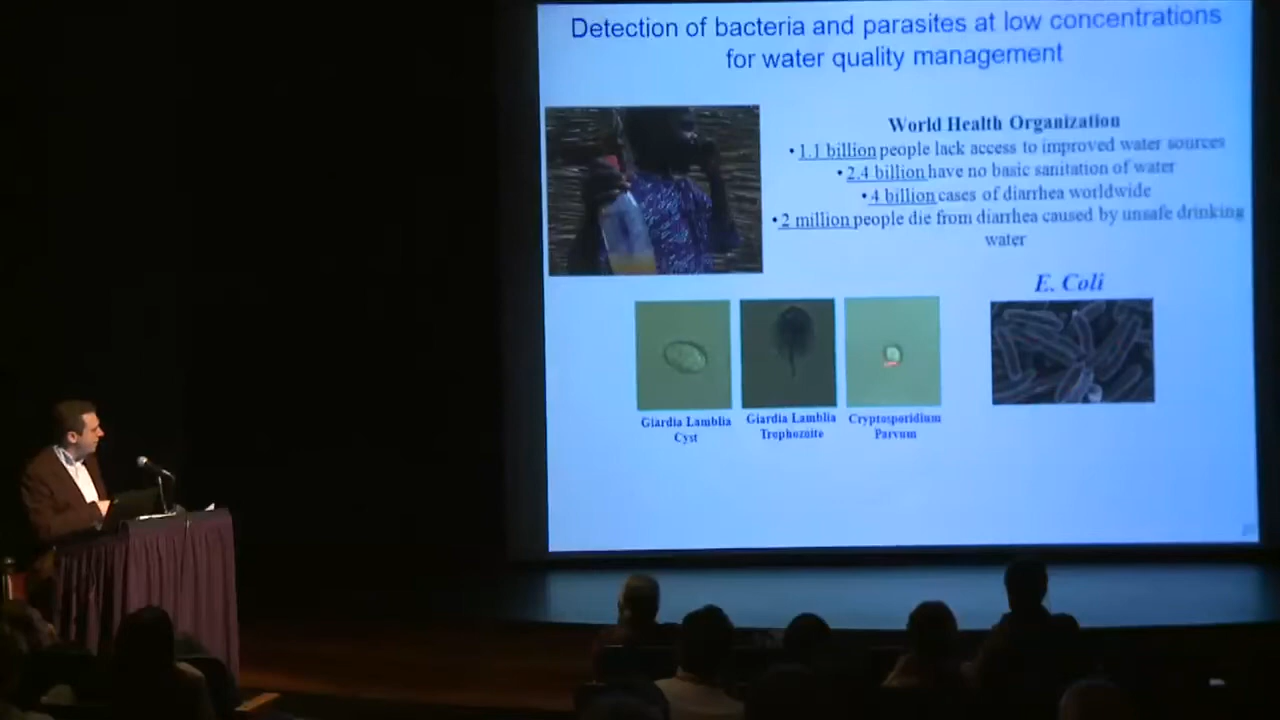 Detection of bacteria and parasites at low concentrations
for water quality management
World Health Organization
• 1.1 billion people lack access to improved water sources
• 2.4 billion have no basic sanitation of water
• 4 billion cases of diarrhea worldwide
• 2 million people die from diarrhea caused by unsafe drinking
water
E. Coli
Giardia Lamblia
Cyst
Giardia Lamblia
Trophozoite
Cryptosporidium
Parvum